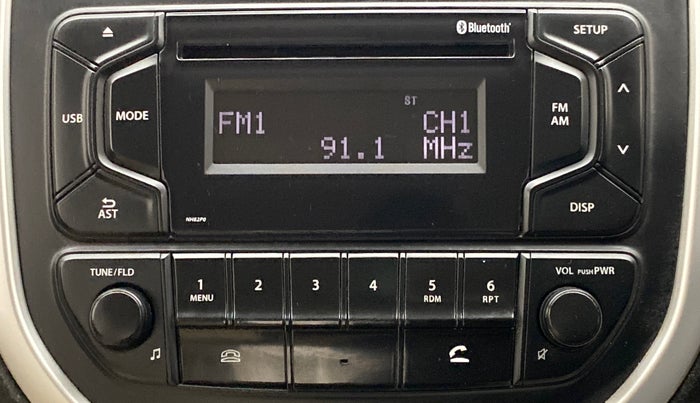 Bluetooth
SETUP
USB
MODE
ST
FM1 CH1
91.1 MHz
FM
AM
AST
NH82P0
DISP
TUNE/FLD
1
MENU
2
3
4
5
RDM
6
RPT
VOL PUSH PWR